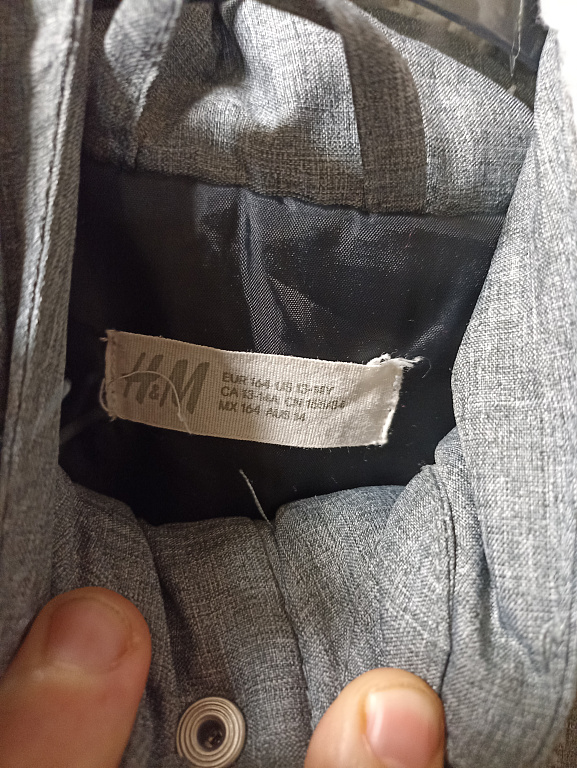 H&M
EUR 164 US 13-14Y
CA 13-14A, CN 165/84
MX 164 AUS 14